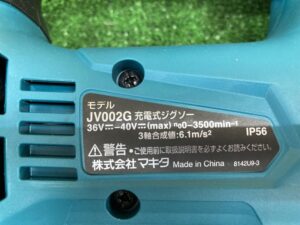 モデル
JV002G 充電式ジグソー
36V⎓-40V⎓(max) n₀0-3500min⁻¹
3軸合成値:6.1m/s² IP56
⚠警告 ・ご使用前に取扱説明書を必ずよくお読みください。
株式会社マキタ Made in China 8142U9-3